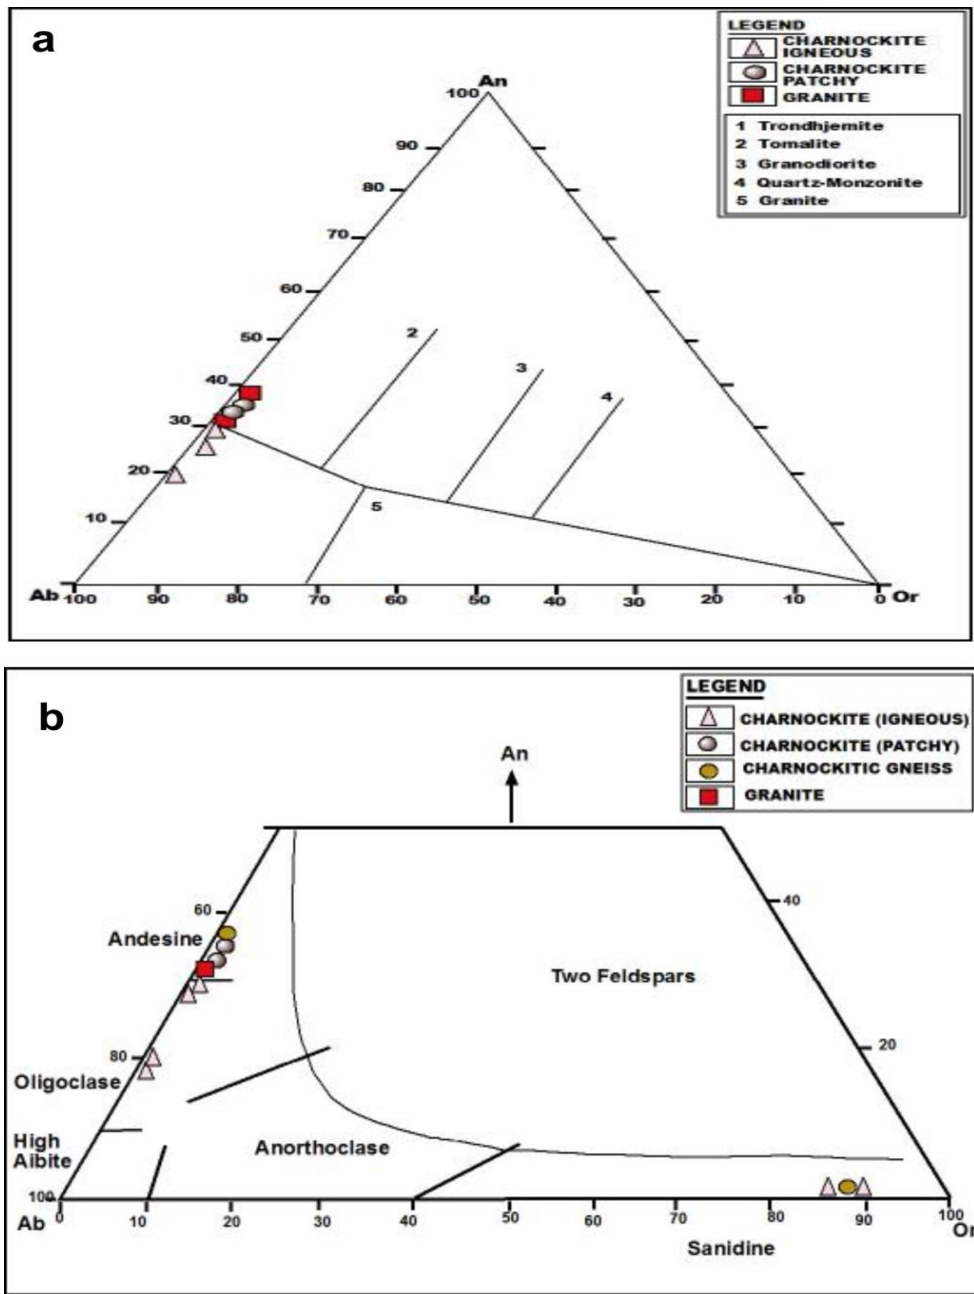 a
LEGEND
CHARNOCKITE
IGNEOUS
CHARNOCKITE
PATCHY
GRANITE
1 Trondhjemite
2 Tomalite
3 Granodiorite
4 Quartz-Monzonite
5 Granite
An
100
90
80
70
60
50
40
30
20
10
2
3
4
5
Ab 100 90 80 70 60 50 40 30 20 10 0 Or
b
LEGEND
CHARNOCKITE (IGNEOUS)
CHARNOCKITE (PATCHY)
CHARNOCKITIC GNEISS
GRANITE
An
60
40
Andesine
Two Feldspars
80
20
Oligoclase
High
Aibite
Anorthoclase
100
Ab 0 10 20 30 40 50 60 70 80 90 100 Or
Sanidine